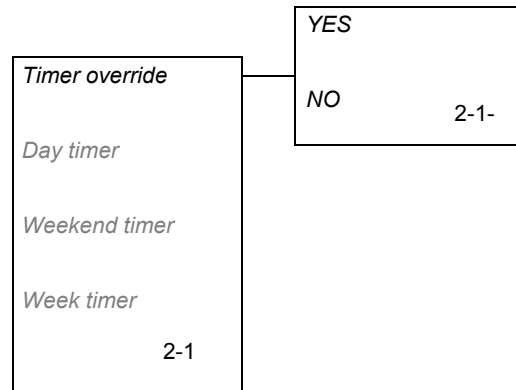 YES
Timer override
NO
2-1-
Day timer
Weekend timer
Week timer
2-1